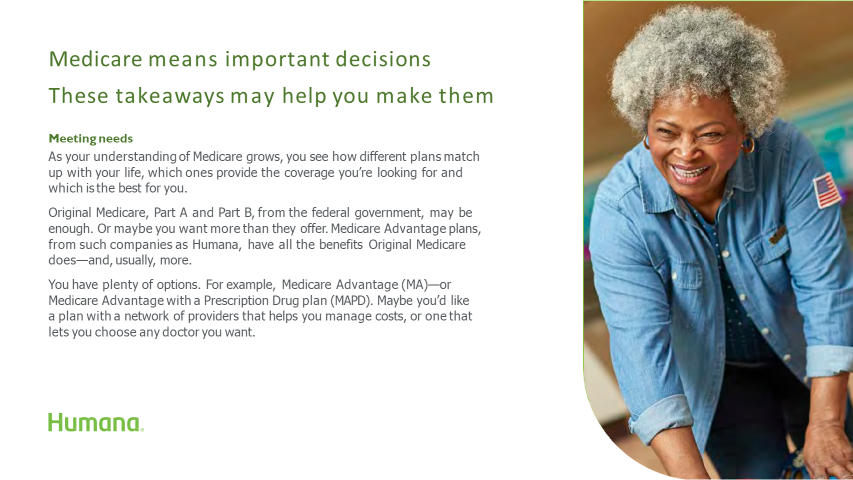 Medicare means important decisions
These takeaways may help you make them
Meeting needs
As your understanding of Medicare grows, you see how different plans match
up with your life, which ones provide the coverage you're looking for and
which is the best for you.
Original Medicare, Part A and Part B, from the federal government, may be
enough. Or maybe you want more than they offer. Medicare Advantage plans,
from such companies as Humana, have all the benefits Original Medicare
does—and, usually, more.
You have plenty of options. For example, Medicare Advantage (MA)—or
Medicare Advantage with a Prescription Drug plan (MAPD). Maybe you'd like
a plan with a network of providers that helps you manage costs, or one that
lets you choose any doctor you want.
Humana®